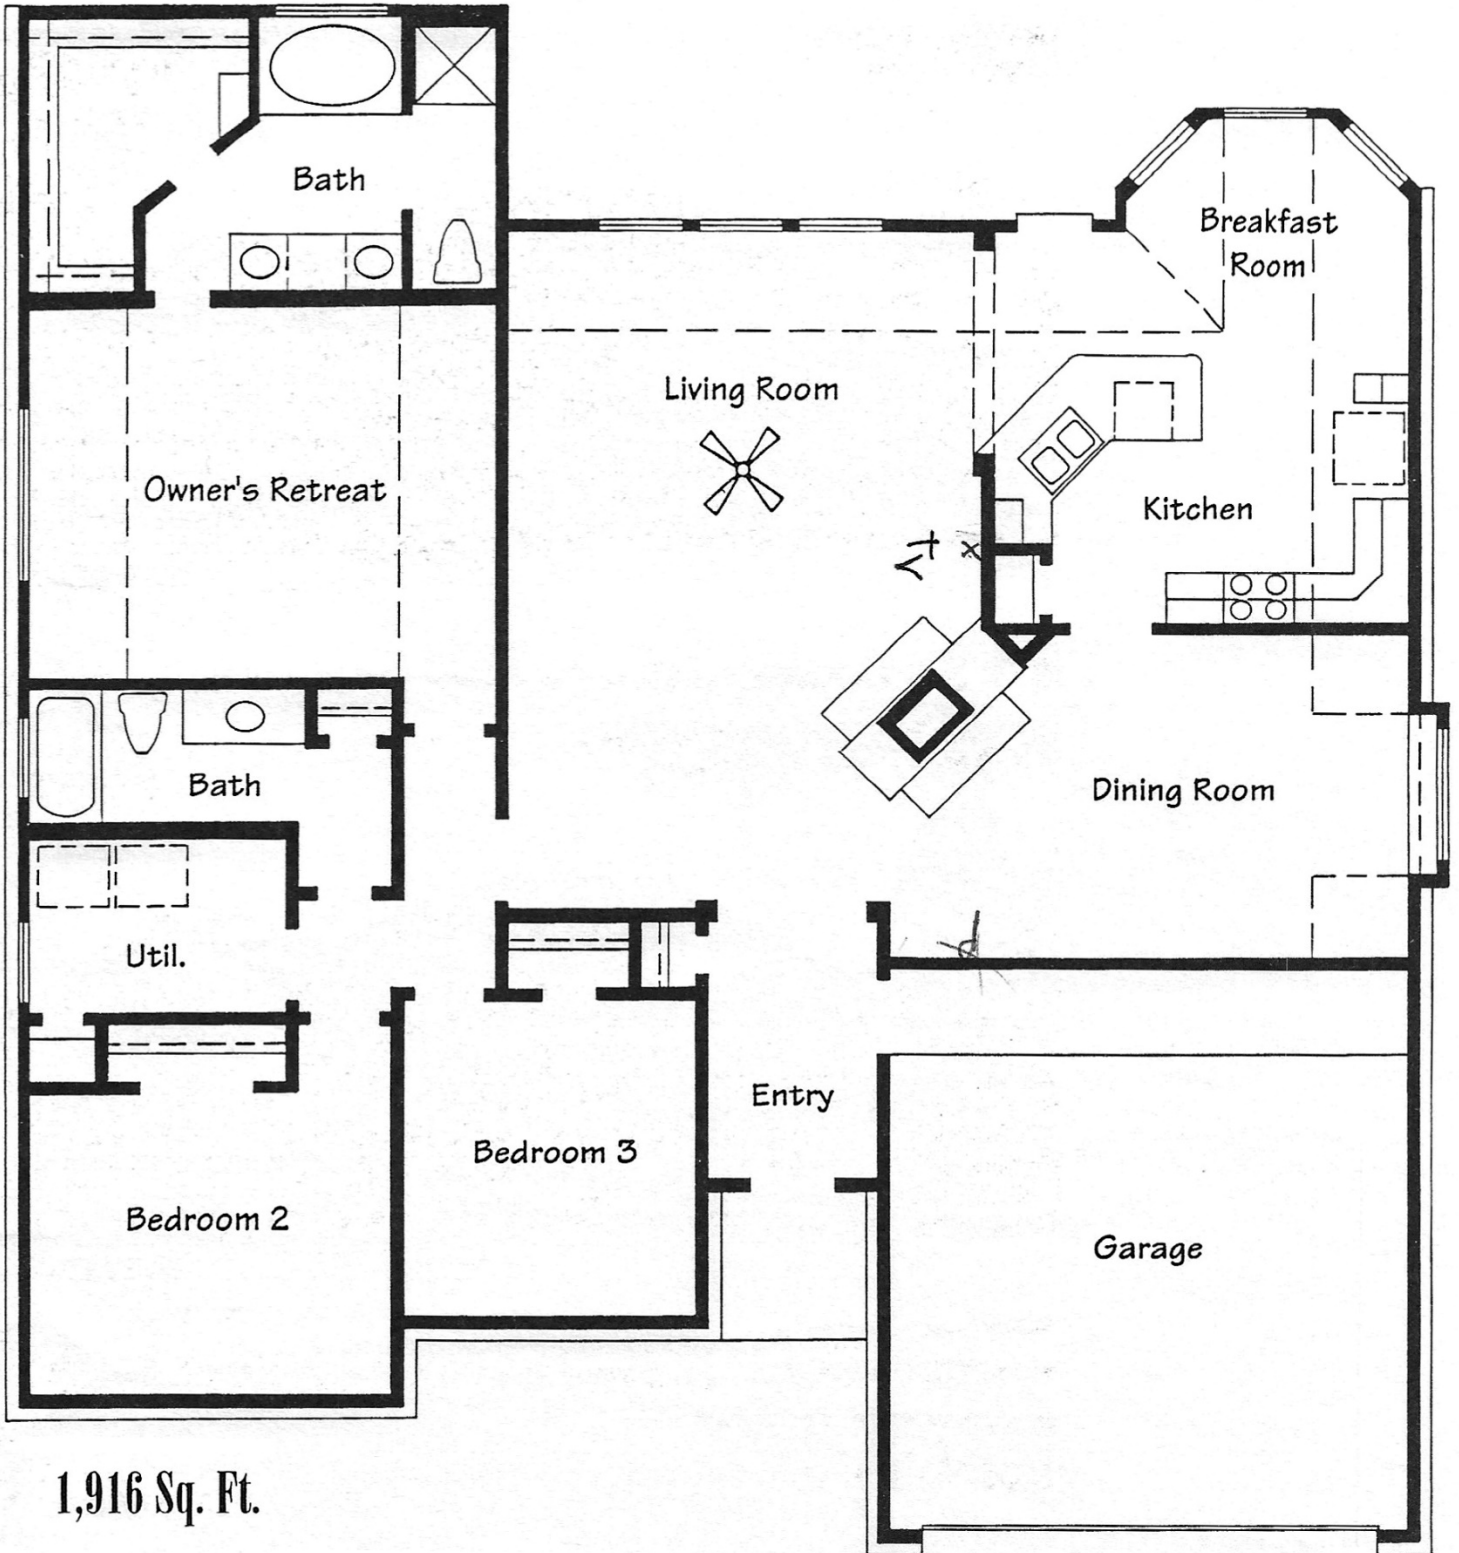 Bath
Breakfast
Room
Living Room
Owner's Retreat
Kitchen
Bath
Dining Room
Util.
Entry
Bedroom 3
Bedroom 2
Garage
1,916 Sq. Ft.